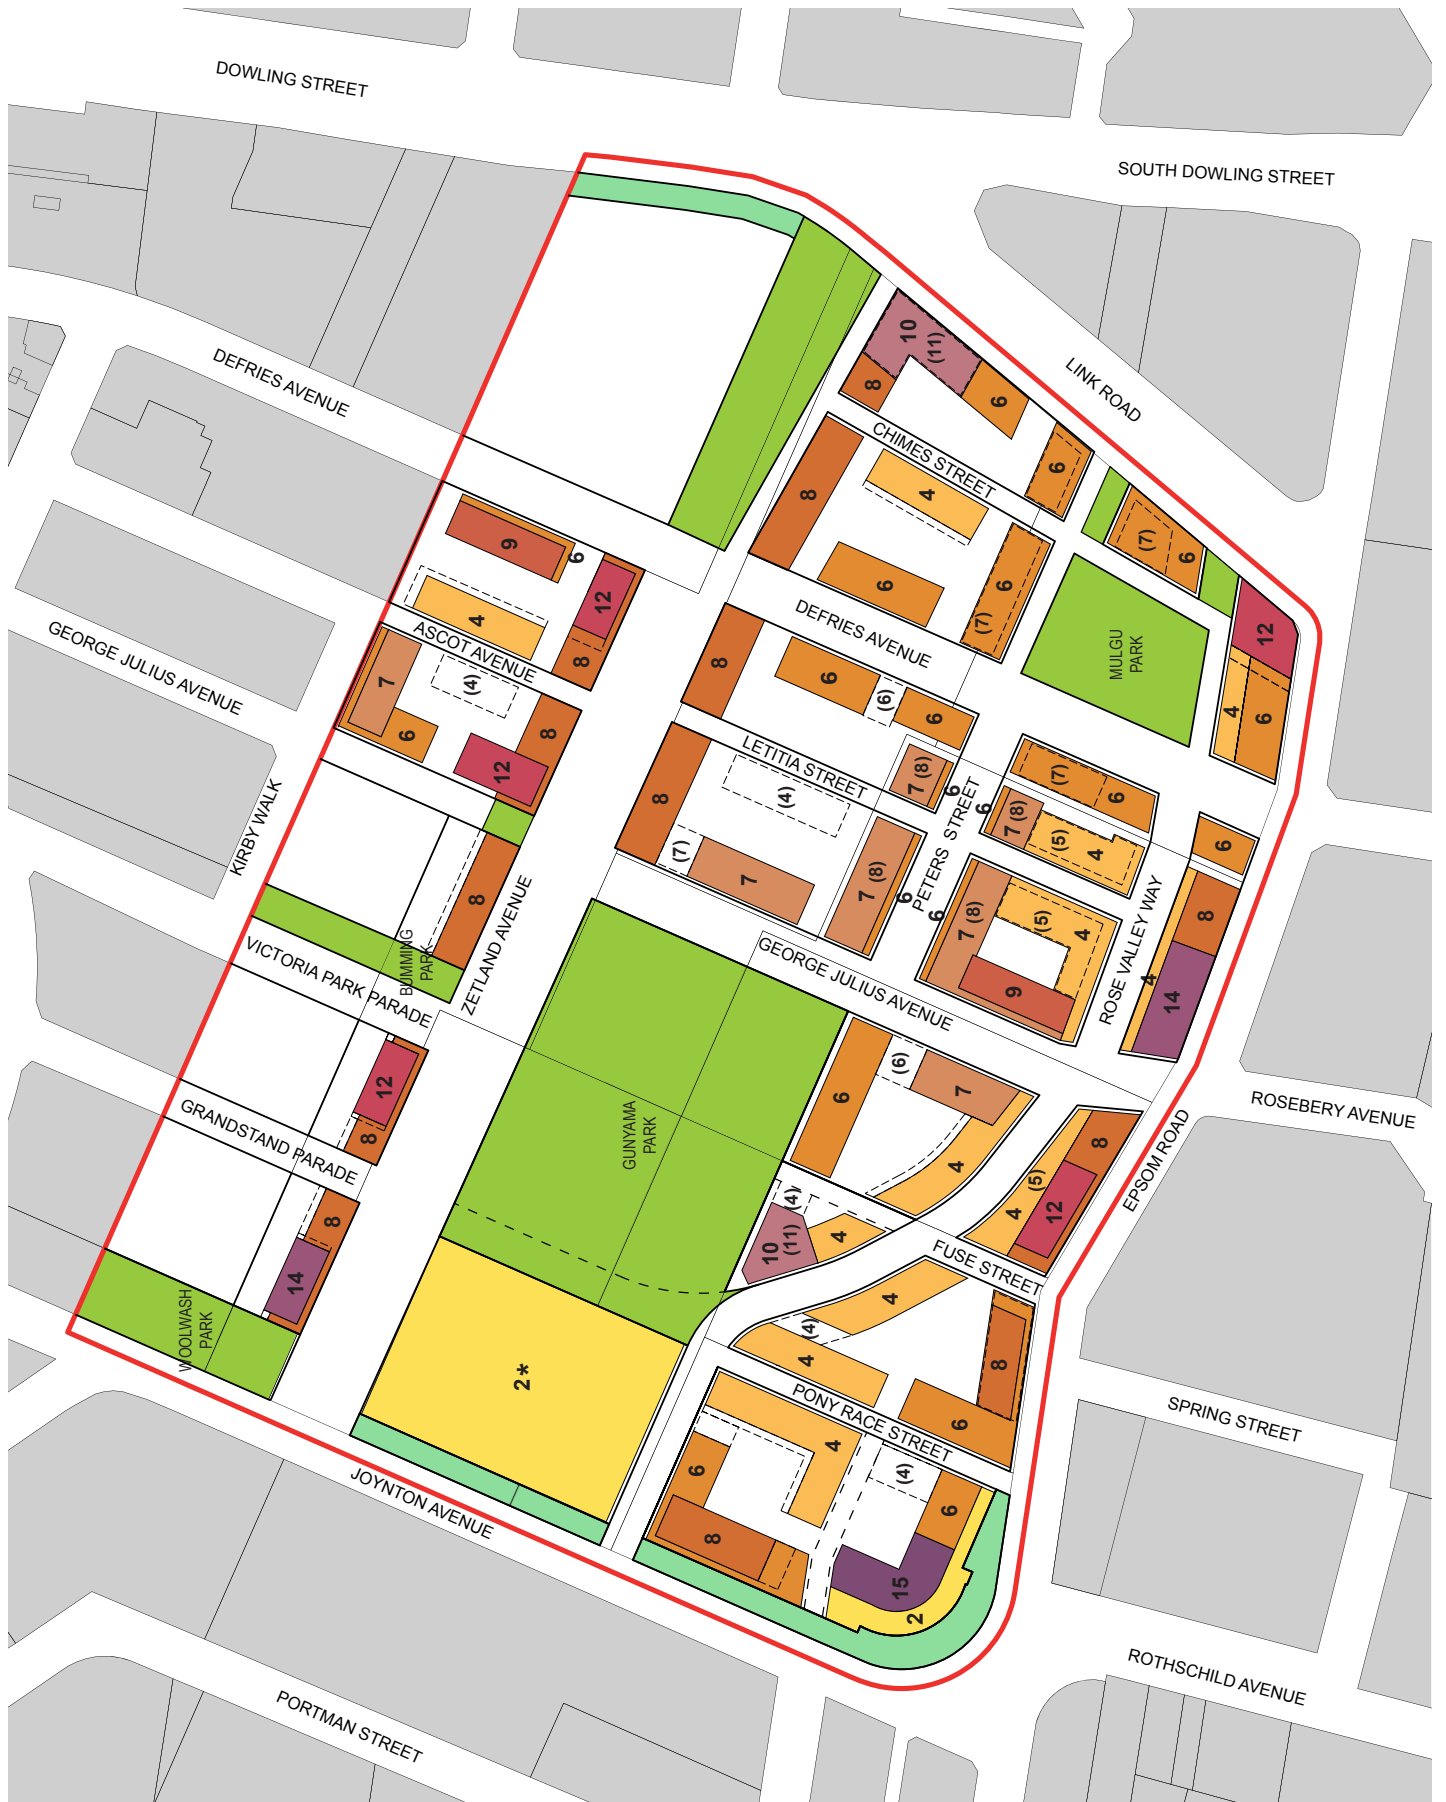 DOWLING STREET
SOUTH DOWLING STREET
LINK ROAD
10
(11)
8
6
DEFRIES AVENUE
CHIMES STREET
6
8
4
(7)
6
9
6
6
6
(7)
12
12
4
8
DEFRIES AVENUE
MULGU
PARK
4
6
GEORGE JULIUS AVENUE
ASCOT AVENUE
7
(4)
6
8
12
8
6
(6)
6
LETITIA STREET
(7)
6
7 (8)
6
8
(4)
PETERS STREET
6
7 (8)
(5)
4
6
KIRBY WALK
8
ZETLAND AVENUE
(7)
7
7 (8)
6
6
7 (8)
(5)
4
9
ROSE VALLEY WAY
8
4
14
VICTORIA PARK PARADE
BUMMING
PARK
GEORGE JULIUS AVENUE
12
8
GRANDSTAND PARADE
GUNYAMA
PARK
6
(6)
7
4
ROSEBERY AVENUE
EPSOM ROAD
8
(5)
4
12
8
14
(4)
10
(11)
4
FUSE STREET
WOOLWASH
PARK
2*
4
(4)
4
8
6
PONY RACE STREET
SPRING STREET
4
6
8
(4)
6
15
2
JOYNTON AVENUE
ROTHSCHILD AVENUE
PORTMAN STREET